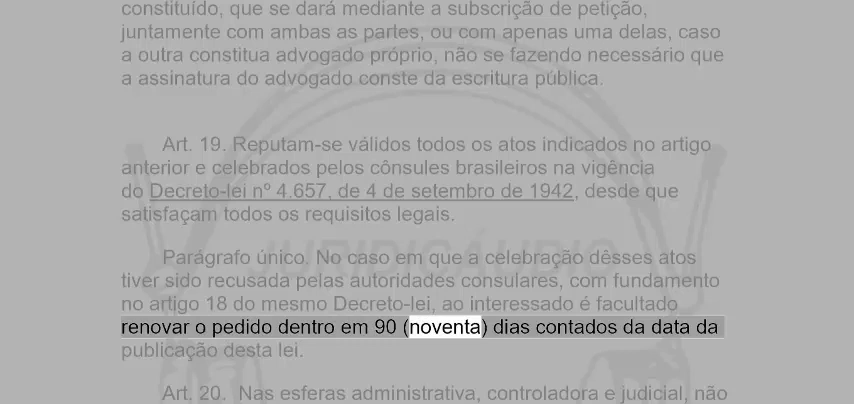 constituído, que se dará mediante a subscrição de petição,
juntamente com ambas as partes, ou com apenas uma delas, caso
a outra constitua advogado próprio, não se fazendo necessário que
a assinatura do advogado conste da escritura pública.
Art. 19. Reputam-se válidos todos os atos indicados no artigo
anterior e celebrados pelos cônsules brasileiros na vigência
do Decreto-lei nº 4.657, de 4 de setembro de 1942, desde que
satisfaçam todos os requisitos legais.
Parágrafo único. No caso em que a celebração dêsses atos
JURIDICÁUDIO
tiver sido recusada pelas autoridades consulares, com fundamento
no artigo 18 do mesmo Decreto-lei, ao interessado é facultado
renovar o pedido dentro em 90 (noventa) dias contados da data da
publicação desta lei.
Art. 20. Nas esferas administrativa, controladora e judicial, não